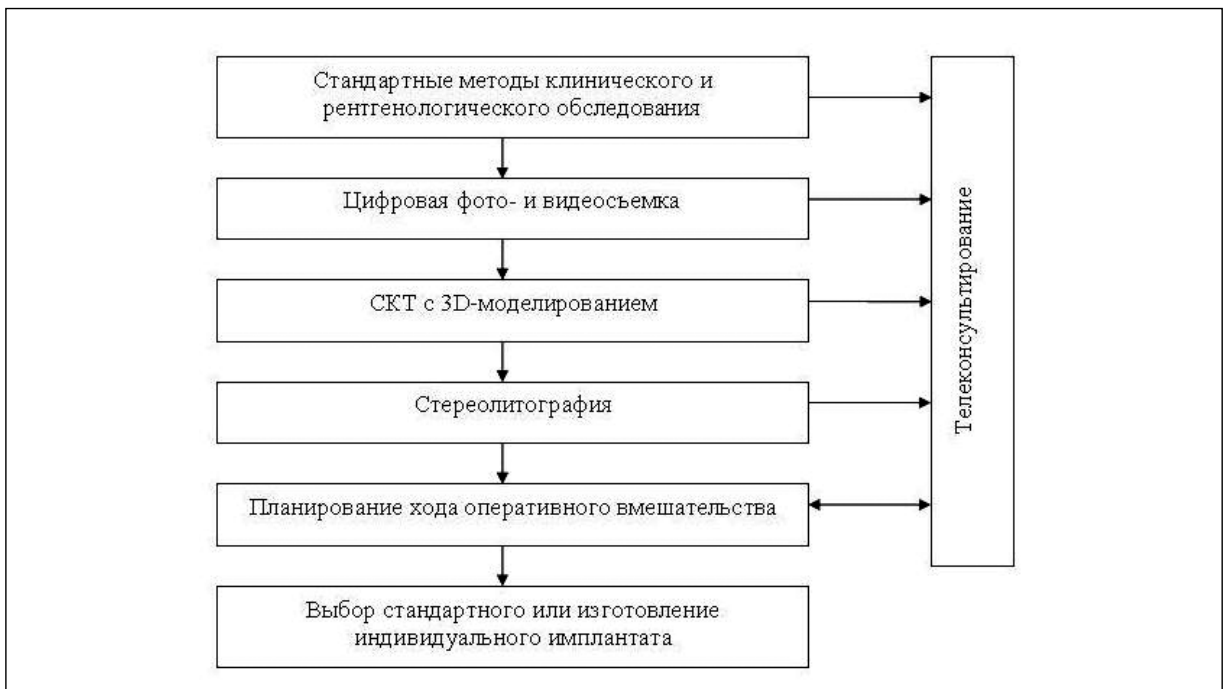 Стандартные методы клинического и
рентгенологического обследования
Цифровая фото- и видеосъемка
СКТ с 3D-моделированием
Стереолитография
Планирование хода оперативного вмешательства
Выбор стандартного или изготовление
индивидуального имплантата
Телеконсультирование